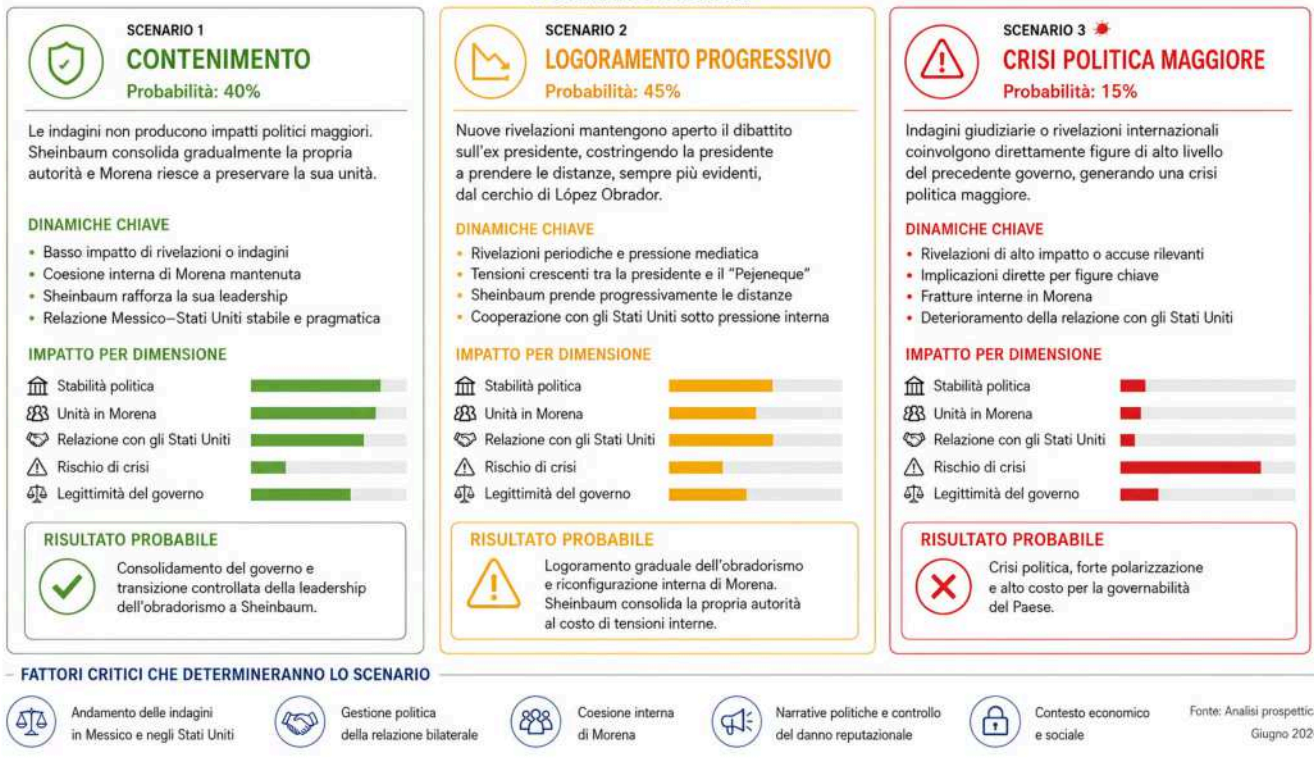 SCENARIO 1
CONTENIMENTO
Probabilità: 40%
Le indagini non producono impatti politici maggiori.
Sheinbaum consolida gradualmente la propria
autorità e Morena riesce a preservare la sua unità.
DINAMICHE CHIAVE
• Basso impatto di rivelazioni o indagini
• Coesione interna di Morena mantenuta
• Sheinbaum rafforza la sua leadership
• Relazione Messico–Stati Uniti stabile e pragmatica
IMPATTO PER DIMENSIONE
Stabilità politica
Unità in Morena
Relazione con gli Stati Uniti
Rischio di crisi
Legittimità del governo
RISULTATO PROBABILE
Consolidamento del governo e
transizione controllata della leadership
dell'obradorismo a Sheinbaum.
SCENARIO 2
LOGORAMENTO PROGRESSIVO
Probabilità: 45%
Nuove rivelazioni mantengono aperto il dibattito
sull'ex presidente, costringendo la presidente
a prendere le distanze, sempre più evidenti,
dal cerchio di López Obrador.
DINAMICHE CHIAVE
• Rivelazioni periodiche e pressione mediatica
• Tensioni crescenti tra la presidente e il "Pejeneque"
• Sheinbaum prende progressivamente le distanze
• Cooperazione con gli Stati Uniti sotto pressione interna
IMPATTO PER DIMENSIONE
Stabilità politica
Unità in Morena
Relazione con gli Stati Uniti
Rischio di crisi
Legittimità del governo
RISULTATO PROBABILE
Logoramento graduale dell'obradorismo
e riconfigurazione interna di Morena.
Sheinbaum consolida la propria autorità
al costo di tensioni interne.
SCENARIO 3
CRISI POLITICA MAGGIORE
Probabilità: 15%
Indagini giudiziarie o rivelazioni internazionali
coinvolgono direttamente figure di alto livello
del precedente governo, generando una crisi
politica maggiore.
DINAMICHE CHIAVE
• Rivelazioni di alto impatto o accuse rilevanti
• Implicazioni dirette per figure chiave
• Fratture interne in Morena
• Deterioramento della relazione con gli Stati Uniti
IMPATTO PER DIMENSIONE
Stabilità politica
Unità in Morena
Relazione con gli Stati Uniti
Rischio di crisi
Legittimità del governo
RISULTATO PROBABILE
Crisi politica, forte polarizzazione
e alto costo per la governabilità
del Paese.
FATTORI CRITICI CHE DETERMINERANNO LO SCENARIO
Andamento delle indagini
in Messico e negli Stati Uniti
Gestione politica
della relazione bilaterale
Coesione interna
di Morena
Narrative politiche e controllo
del danno reputazionale
Contesto economico
e sociale
Fonte: Analisi
Giugno